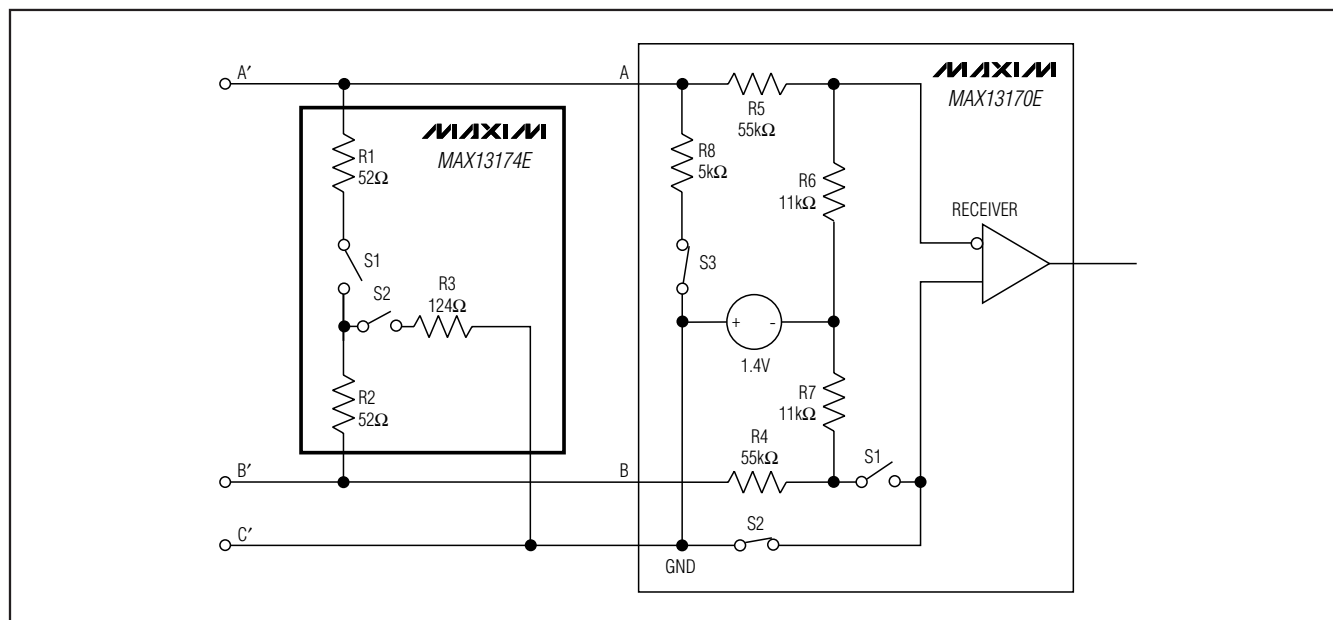 A′
A
MAXIM
MAX13170E
R5
55kΩ
MAXIM
MAX13174E
R1
52Ω
R8
5kΩ
R6
11kΩ
RECEIVER
S1
S3
S2
R3
124Ω
+
-
1.4V
R2
52Ω
R7
11kΩ
R4
55kΩ
S1
B′
B
C′
S2
GND